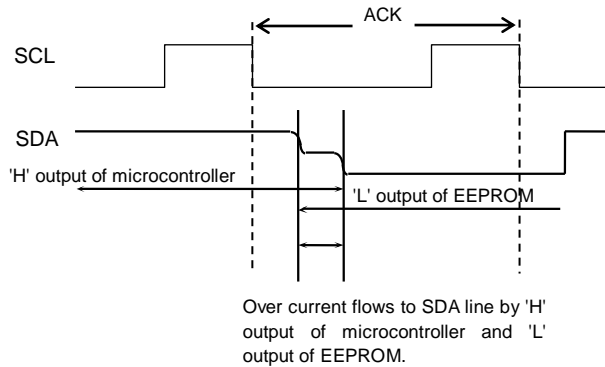 ACK
SCL
SDA
'H' output of microcontroller
'L' output of EEPROM
Over current flows to SDA line by 'H'
output of microcontroller and 'L'
output of EEPROM.